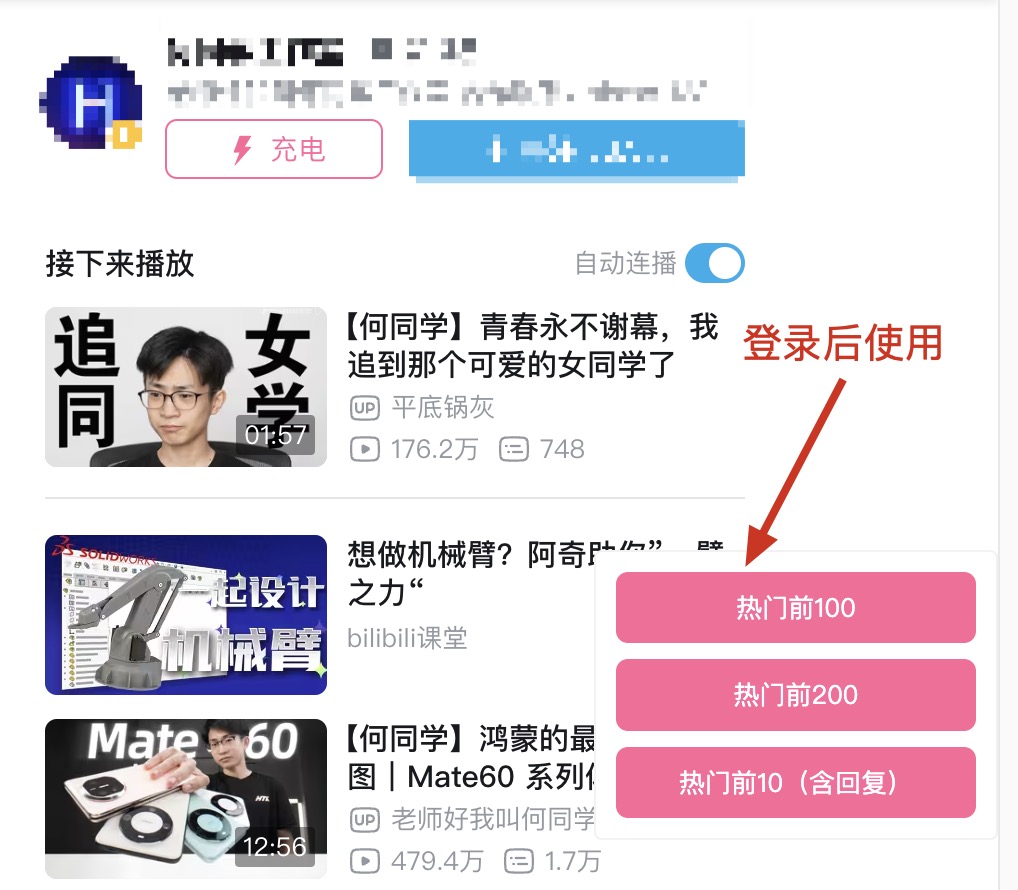 H
充电
接下来播放
自动连播
追 女
同 学
01:57
【何同学】青春永不谢幕，我
追到那个可爱的女同学了
UP 平底锅灰
176.2万 748
登录后使用
SOLIDWORKS
一起设计
机械臂
想做机械臂？阿奇助你”一臂
之力“
bilibili课堂
热门前100
热门前200
热门前10（含回复）
Mate 60
HTL
12:56
【何同学】鸿蒙的最
图｜Mate60 系列
UP 老师好我叫何同学
479.4万 1.7万